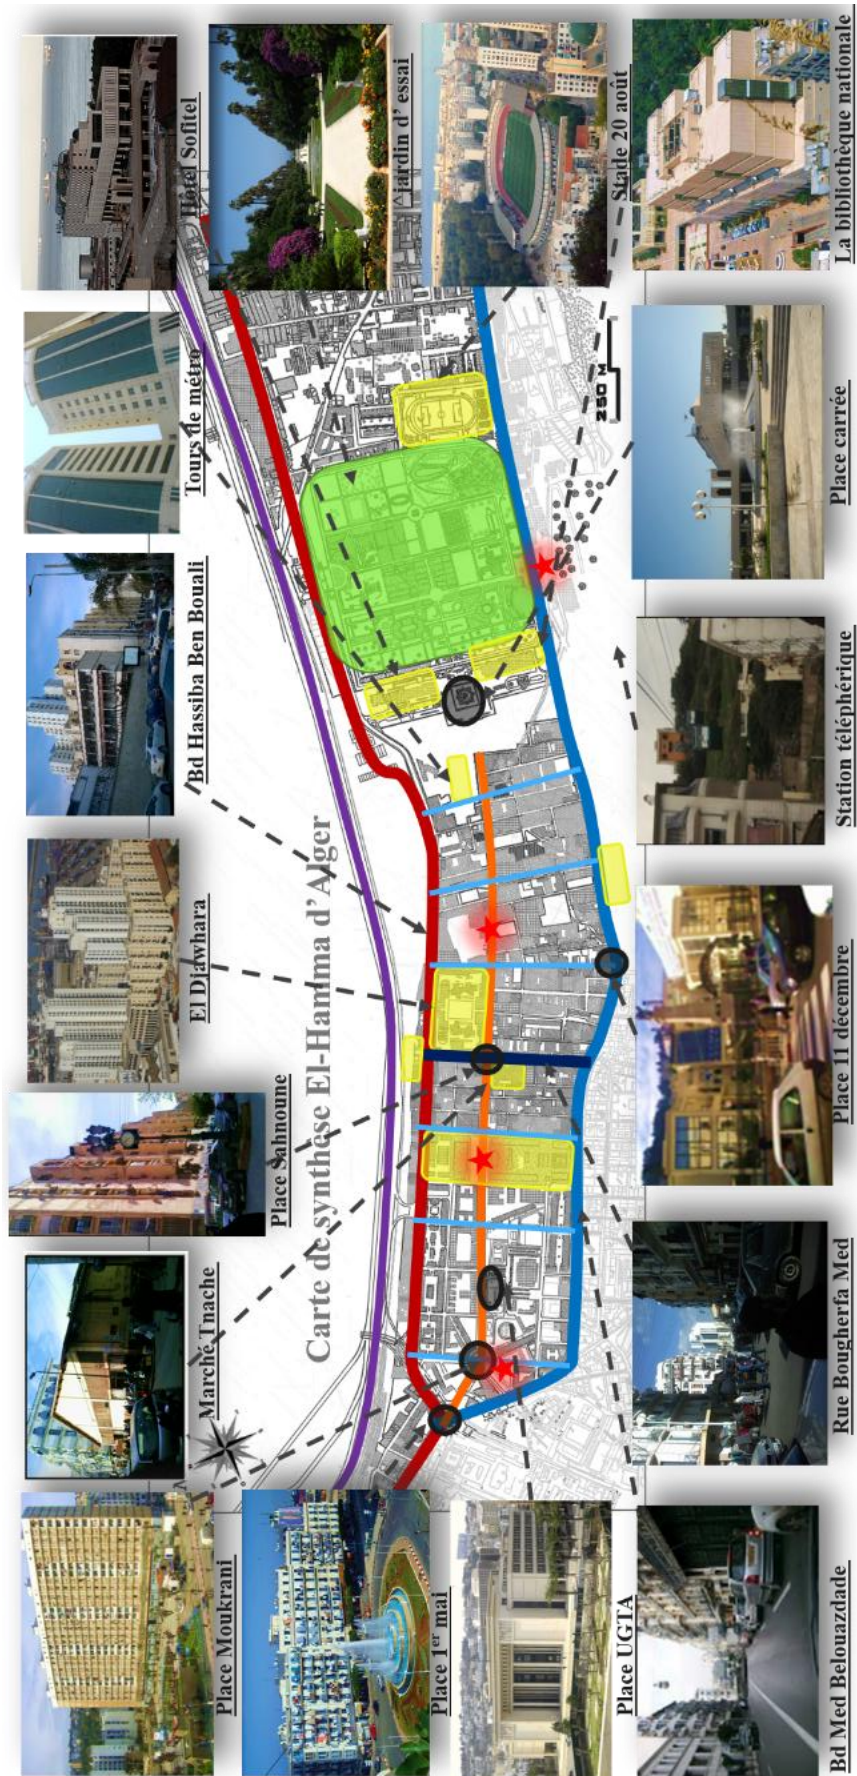 Place Moukrani
Marché Tnache
Place Sahnoune
El Djawhara
Bd Hassiba Ben Bouali
Tours de métro
Hôtel Sofitel
Carte de synthèse El-Hamma d'Alger
Place 1er mai
jardin d' essai
Place UGTA
Stade 20 août
250 M
Bd Med Belouazdade
Rue Bougherfa Med
Place 11 décembre
Station téléphérique
Place carrée
La bibliothèque nationale